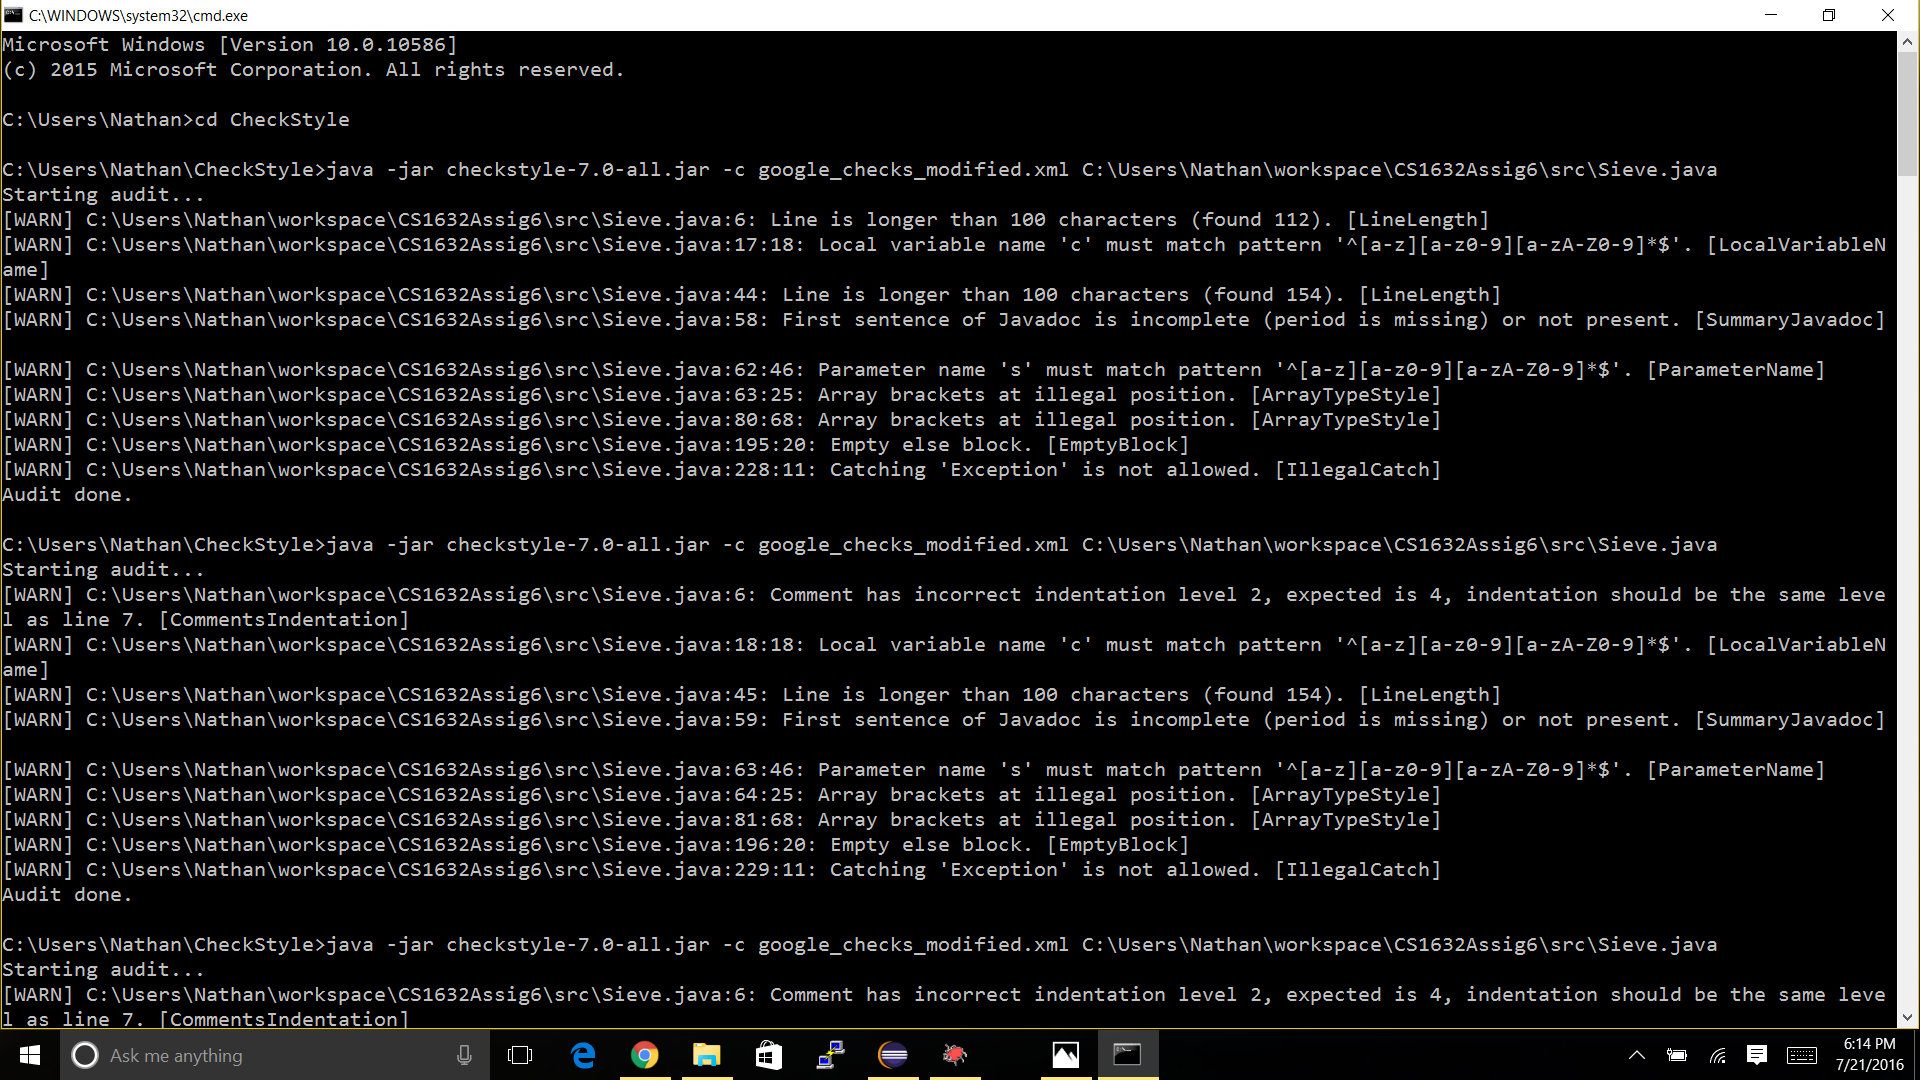 C:\WINDOWS\system32\cmd.exe
Microsoft Windows [Version 10.0.10586]
(c) 2015 Microsoft Corporation. All rights reserved.
C:\Users\Nathan>cd CheckStyle
C:\Users\Nathan\CheckStyle>java -jar checkstyle-7.0-all.jar -c google_checks_modified.xml C:\Users\Nathan\workspace\CS1632Assig6\src\Sieve.java
Starting audit...
[WARN] C:\Users\Nathan\workspace\CS1632Assig6\src\Sieve.java:6: Line is longer than 100 characters (found 112). [LineLength]
[WARN] C:\Users\Nathan\workspace\CS1632Assig6\src\Sieve.java:17:18: Local variable name 'c' must match pattern '^[a-z][a-z0-9][a-zA-Z0-9]*$'. [LocalVariableN
ame]
[WARN] C:\Users\Nathan\workspace\CS1632Assig6\src\Sieve.java:44: Line is longer than 100 characters (found 154). [LineLength]
[WARN] C:\Users\Nathan\workspace\CS1632Assig6\src\Sieve.java:58: First sentence of Javadoc is incomplete (period is missing) or not present. [SummaryJavadoc]
[WARN] C:\Users\Nathan\workspace\CS1632Assig6\src\Sieve.java:62:46: Parameter name 's' must match pattern '^[a-z][a-z0-9][a-zA-Z0-9]*$'. [ParameterName]
[WARN] C:\Users\Nathan\workspace\CS1632Assig6\src\Sieve.java:63:25: Array brackets at illegal position. [ArrayTypeStyle]
[WARN] C:\Users\Nathan\workspace\CS1632Assig6\src\Sieve.java:80:68: Array brackets at illegal position. [ArrayTypeStyle]
[WARN] C:\Users\Nathan\workspace\CS1632Assig6\src\Sieve.java:195:20: Empty else block. [EmptyBlock]
[WARN] C:\Users\Nathan\workspace\CS1632Assig6\src\Sieve.java:228:11: Catching 'Exception' is not allowed. [IllegalCatch]
Audit done.
C:\Users\Nathan\CheckStyle>java -jar checkstyle-7.0-all.jar -c google_checks_modified.xml C:\Users\Nathan\workspace\CS1632Assig6\src\Sieve.java
Starting audit...
[WARN] C:\Users\Nathan\workspace\CS1632Assig6\src\Sieve.java:6: Comment has incorrect indentation level 2, expected is 4, indentation should be the same leve
l as line 7. [CommentsIndentation]
[WARN] C:\Users\Nathan\workspace\CS1632Assig6\src\Sieve.java:18:18: Local variable name 'c' must match pattern '^[a-z][a-z0-9][a-zA-Z0-9]*$'. [LocalVariableN
ame]
[WARN] C:\Users\Nathan\workspace\CS1632Assig6\src\Sieve.java:45: Line is longer than 100 characters (found 154). [LineLength]
[WARN] C:\Users\Nathan\workspace\CS1632Assig6\src\Sieve.java:59: First sentence of Javadoc is incomplete (period is missing) or not present. [SummaryJavadoc]
[WARN] C:\Users\Nathan\workspace\CS1632Assig6\src\Sieve.java:63:46: Parameter name 's' must match pattern '^[a-z][a-z0-9][a-zA-Z0-9]*$'. [ParameterName]
[WARN] C:\Users\Nathan\workspace\CS1632Assig6\src\Sieve.java:64:25: Array brackets at illegal position. [ArrayTypeStyle]
[WARN] C:\Users\Nathan\workspace\CS1632Assig6\src\Sieve.java:81:68: Array brackets at illegal position. [ArrayTypeStyle]
[WARN] C:\Users\Nathan\workspace\CS1632Assig6\src\Sieve.java:196:20: Empty else block. [EmptyBlock]
[WARN] C:\Users\Nathan\workspace\CS1632Assig6\src\Sieve.java:229:11: Catching 'Exception' is not allowed. [IllegalCatch]
Audit done.
C:\Users\Nathan\CheckStyle>java -jar checkstyle-7.0-all.jar -c google_checks_modified.xml C:\Users\Nathan\workspace\CS1632Assig6\src\Sieve.java
Starting audit...
[WARN] C:\Users\Nathan\workspace\CS1632Assig6\src\Sieve.java:6: Comment has incorrect indentation level 2, expected is 4, indentation should be the same leve
l as line 7. [CommentsIndentation]
Ask me anything
6:14 PM
7/21/2016